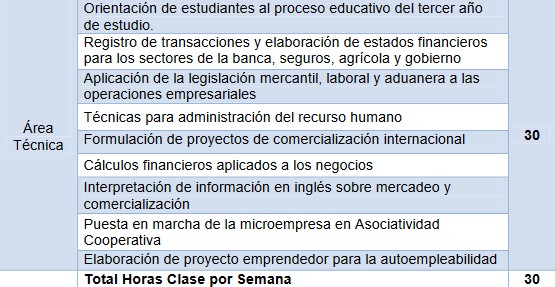 Orientación de estudiantes al proceso educativo del tercer año
de estudio.
Registro de transacciones y elaboración de estados financieros
para los sectores de la banca, seguros, agrícola y gobierno
Aplicación de la legislación mercantil, laboral y aduanera a las
operaciones empresariales
Técnicas para administración del recurso humano
Área
Técnica
30
Formulación de proyectos de comercialización internacional
Cálculos financieros aplicados a los negocios
Interpretación de información en inglés sobre mercadeo y
comercialización
Puesta en marcha de la microempresa en Asociatividad
Cooperativa
Elaboración de proyecto emprendedor para la autoempleabilidad
Total Horas Clase por Semana 30